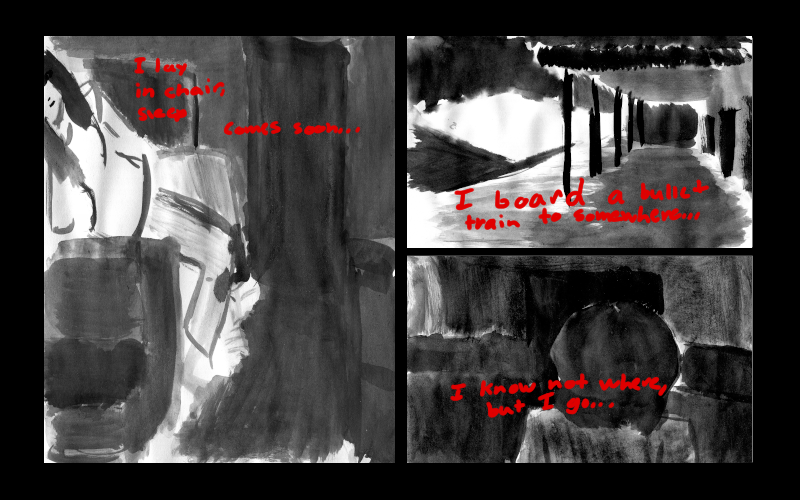 I lay
in chair,
sleep
comes soon...
I board a bullet
train to somewhere...
I know not where,
but I go...